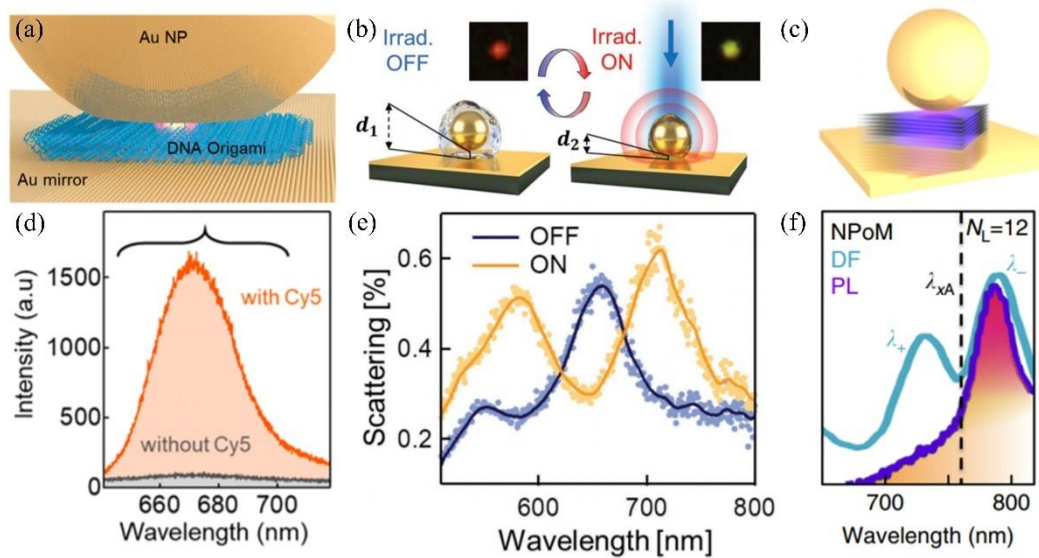 (a)
Au NP
DNA Origami
Au mirror
(b)
Irrad.
OFF
Irrad.
ON
d₁
d₂
(c)
(d)
Intensity (a.u)
1500
1000
500
0
with Cy5
without Cy5
660 680 700
Wavelength (nm)
(e)
Scattering [%]
0.6
0.4
0.2
OFF
ON
600 700 800
Wavelength [nm]
(f)
NPoM
DF
PL
N_L=12
λ_xA
λ₊
λ₋
700 800
Wavelength (nm)